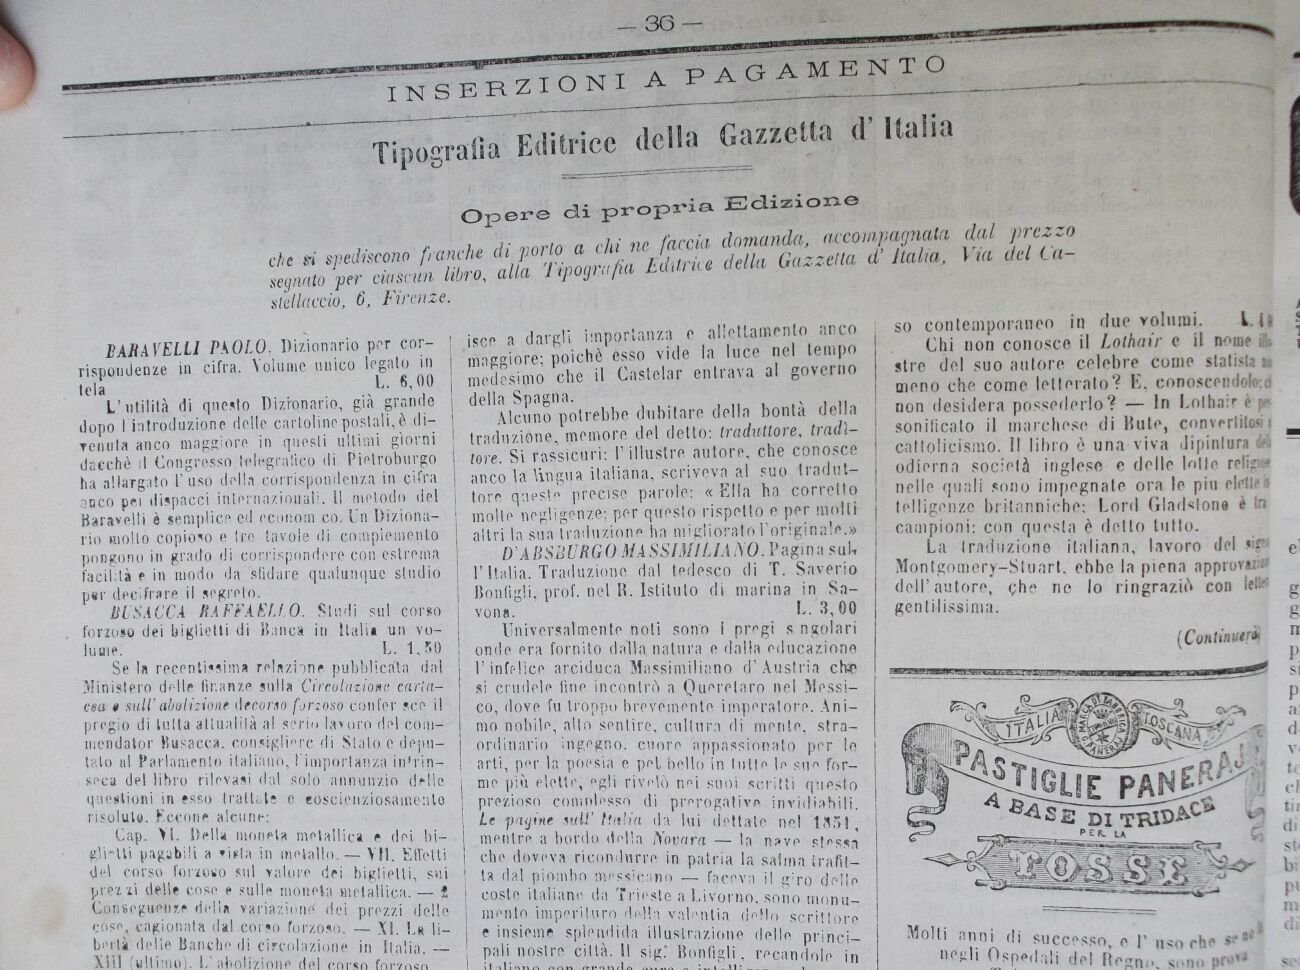 — 36 —
INSERZIONI A PAGAMENTO
Tipografia Editrice della Gazzetta d' Italia
Opere di propria Edizione
che si spediscono franche di porto a chi ne faccia domanda, accompagnata dal prezzo
segnato per ciascun libro, alla Tipografia Editrice della Gazzetta d' Italia, Via del Ca-
stellaccio, 6, Firenze.
BARAVELLI PAOLO. Dizionario per cor-
rispondenze in cifra. Volume unico legato in
tela L. 6,00
L'utilità di questo Dizionario, già grande
dopo l'introduzione delle cartoline postali, è di-
venuta anco maggiore in questi ultimi giorni
dacchè il Congresso telegrafico di Pietroburgo
ha allargato l'uso della corrispondenza in cifra
anco pei dispacci internazionali. Il metodo del
Baravelli è semplice ed econom co. Un Diziona-
rio molto copioso e tre tavole di complemento
pongono in grado di corrispondere con estrema
facilità e in modo da sfidare qualunque studio
per decifrare il segreto.
BUSACCA RAFFAELLO. Studi sul corso
forzoso dei biglietti di Banca in Italia un vo-
lume. L. 1,50
Se la recentissima relazione pubblicata dal
Ministero delle finanze sulla Circolazione carta-
cea e sull'abolizione decorso forzoso confer sce il
pregio di tutta attualità al serio lavoro del com-
mendator Busacca, consigliere di Stato e depu-
tato al Parlamento italiano, l'importanza intrin-
seca del libro rilevasi dal solo annunzio delle
questioni in esso trattate e coscienziosamente
risoluto. Eccone alcune:
Cap. VI. Della moneta metallica e dei bi-
glietti pagabili a vista in metallo. — VII. Effetti
del corso forzoso sul valore dei biglietti, sui
prezzi delle cose e sulle moneta metallica. —
Conseguenze della variazione dei prezzi delle
cose, cagionata dal corso forzoso. — XI. La li-
bertà delle Banche di circolazione in Italia. —
XIII (ultimo). L'abolizione del corso forzoso
isce a dargli importanza e allettamento anco
maggiore; poichè esso vide la luce nel tempo
medesimo che il Castelar entrava al governo
della Spagna.
Alcuno potrebbe dubitare della bontà della
traduzione, memore del detto: traduttore, tradi-
tore. Si rassicuri: l'illustre autore, che conosce
anco la lingua italiana, scriveva al suo tradut-
tore queste precise parole: « Ella ha corretto
molte negligenze; per questo rispetto e per molti
altri la sua traduzione ha migliorato l'originale.»
D'ABSBURGO MASSIMILIANO. Pagina sul-
l'Italia. Traduzione dal tedesco di T. Saverio
Bonfigli, prof. nel R. Istituto di marina in Sa-
vona. L. 3,00
Universalmente noti sono i pregi s ngolari
onde era fornito dalla natura e dalla educazione
l'infelice arciduca Massimiliano d'Austria che
si crudele fine incontrò a Queretaro nel Messi-
co, dove fu troppo brevemente imperatore. Ani-
mo nobile, alto sentire, cultura di mente, stra-
ordinario ingegno, cuore appassionato per le
arti, per la poesia e pel bello in tutte le sue for-
me più elette, egli rivelò nei suoi scritti questo
prezioso complesso di prerogative invidiabili.
Le pagine sull'Italia da lui dettate nel 1851,
mentre a bordo della Novara — la nave stessa
che doveva ricondurre in patria la salma trafit-
ta dal piombo messicano — faceva il giro delle
coste italiane da Trieste a Livorno, sono monu-
mento imperituro della valentia dello scrittore
e insieme splendida illustrazione delle princi-
pali nostre città. Il sig. Bonfigli, recandole in
italiano con grande cura e
so contemporaneo in due volumi.
Chi non conosce il Lothair e il nome
stre del suo autore celebre come statista
meno che come letterato? E, conoscendolo;
non desidera possederlo? — In Lothair è
sonificato il marchese di Bute, convertitosi
cattolicismo. Il libro è una viva dipintura
odierna società inglese e delle lotte
nelle quali sono impegnate ora le piu elette
telligenze britanniche: Lord Gladstone è
campioni: con questa è detto tutto.
La traduzione italiana, lavoro del
Montgomery-Stuart, ebbe la piena
dell'autore, che ne lo ringraziò con
gentilissima.
(Continuerà)
ITALIA
MARCA DI FABBRICA
G. PANERAJ
TOSCANA
PASTIGLIE PANERAJ
A BASE DI TRIDACE
PER LA
TOSSE
Molti anni di successo, e l' uso che se
negli Ospedali del Regno, sono